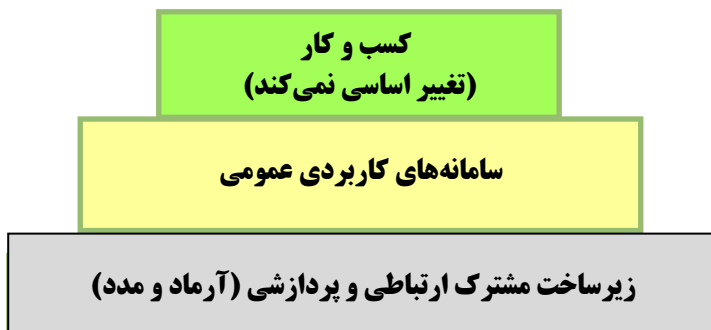 کسب و کار
(تغییر اساسی نمی‌کند)
سامانه‌های کاربردی عمومی
زیرساخت مشترک ارتباطی و پردازشی (آرماد و مدد)